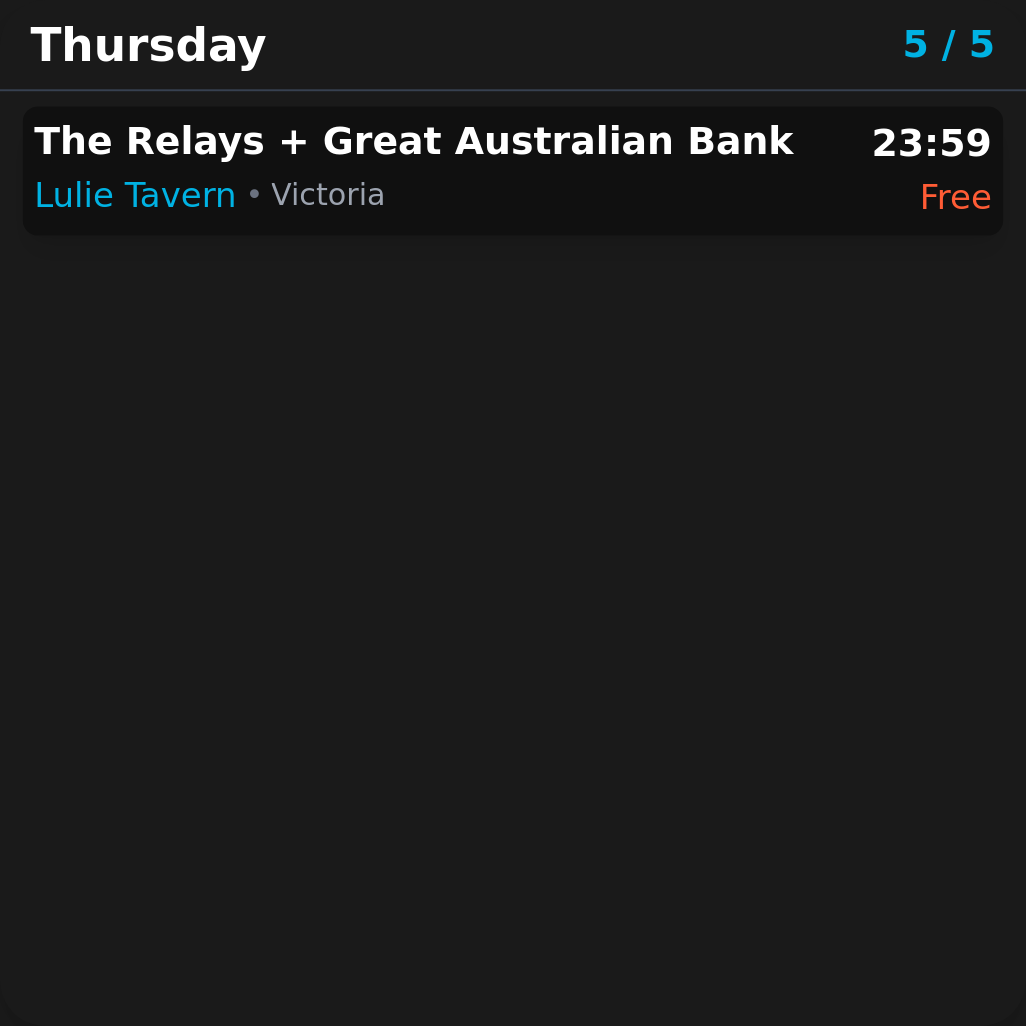 Thursday 5 / 5
The Relays + Great Australian Bank 23:59
Lulie Tavern • Victoria Free